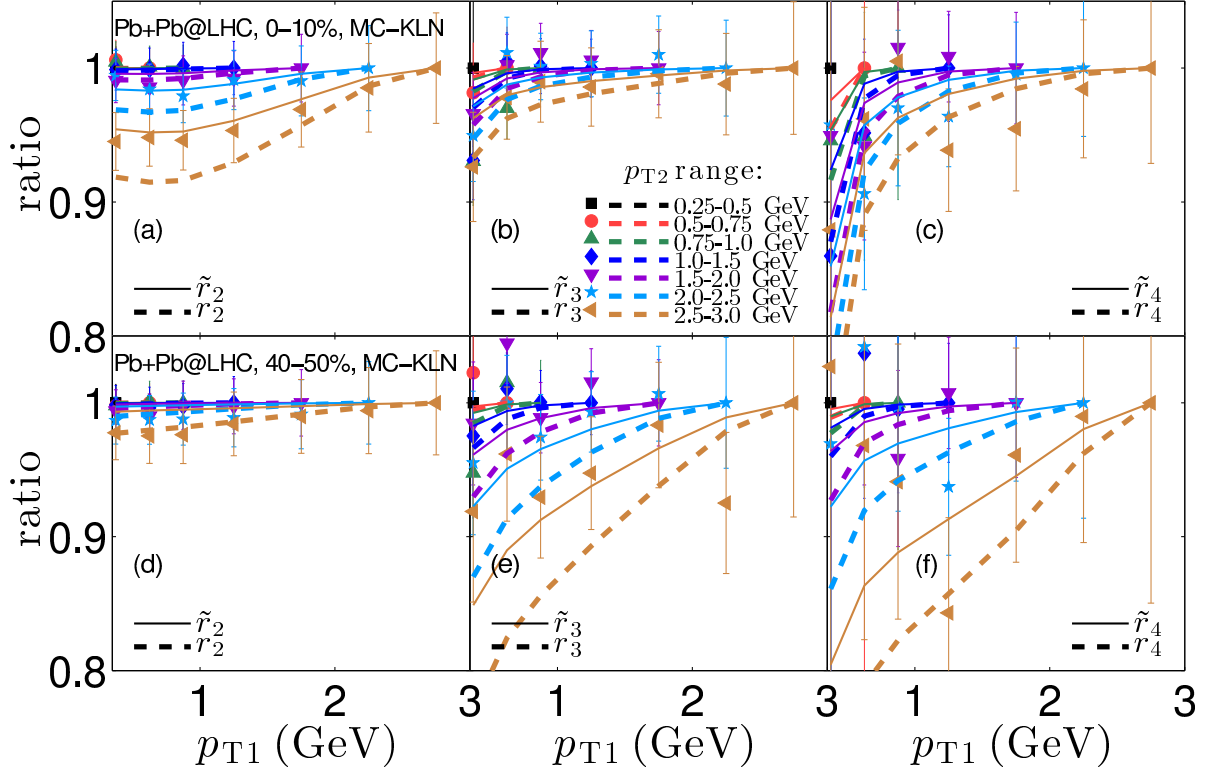 Pb+Pb@LHC, 0–10%, MC–KLN
1
0.9
0.8
ratio
(a)
r̃₂
r₂
(b)
r̃₃
r₃
pT2 range:
0.25-0.5 GeV
0.5-0.75 GeV
0.75-1.0 GeV
1.0-1.5 GeV
1.5-2.0 GeV
2.0-2.5 GeV
2.5-3.0 GeV
(c)
r̃₄
r₄
Pb+Pb@LHC, 40–50%, MC–KLN
1
0.9
0.8
ratio
(d)
r̃₂
r₂
(e)
r̃₃
r₃
(f)
r̃₄
r₄
1 2 3 1 2 3 1 2 3
pT1 (GeV) pT1 (GeV) pT1 (GeV)